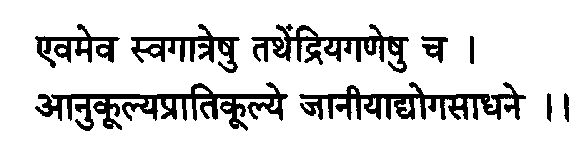 एवमेव स्वगात्रेषु तथेंद्रियगणेषु च ।
आनुकूल्यप्रातिकूल्ये जानीयाद्योगसाधने ।।